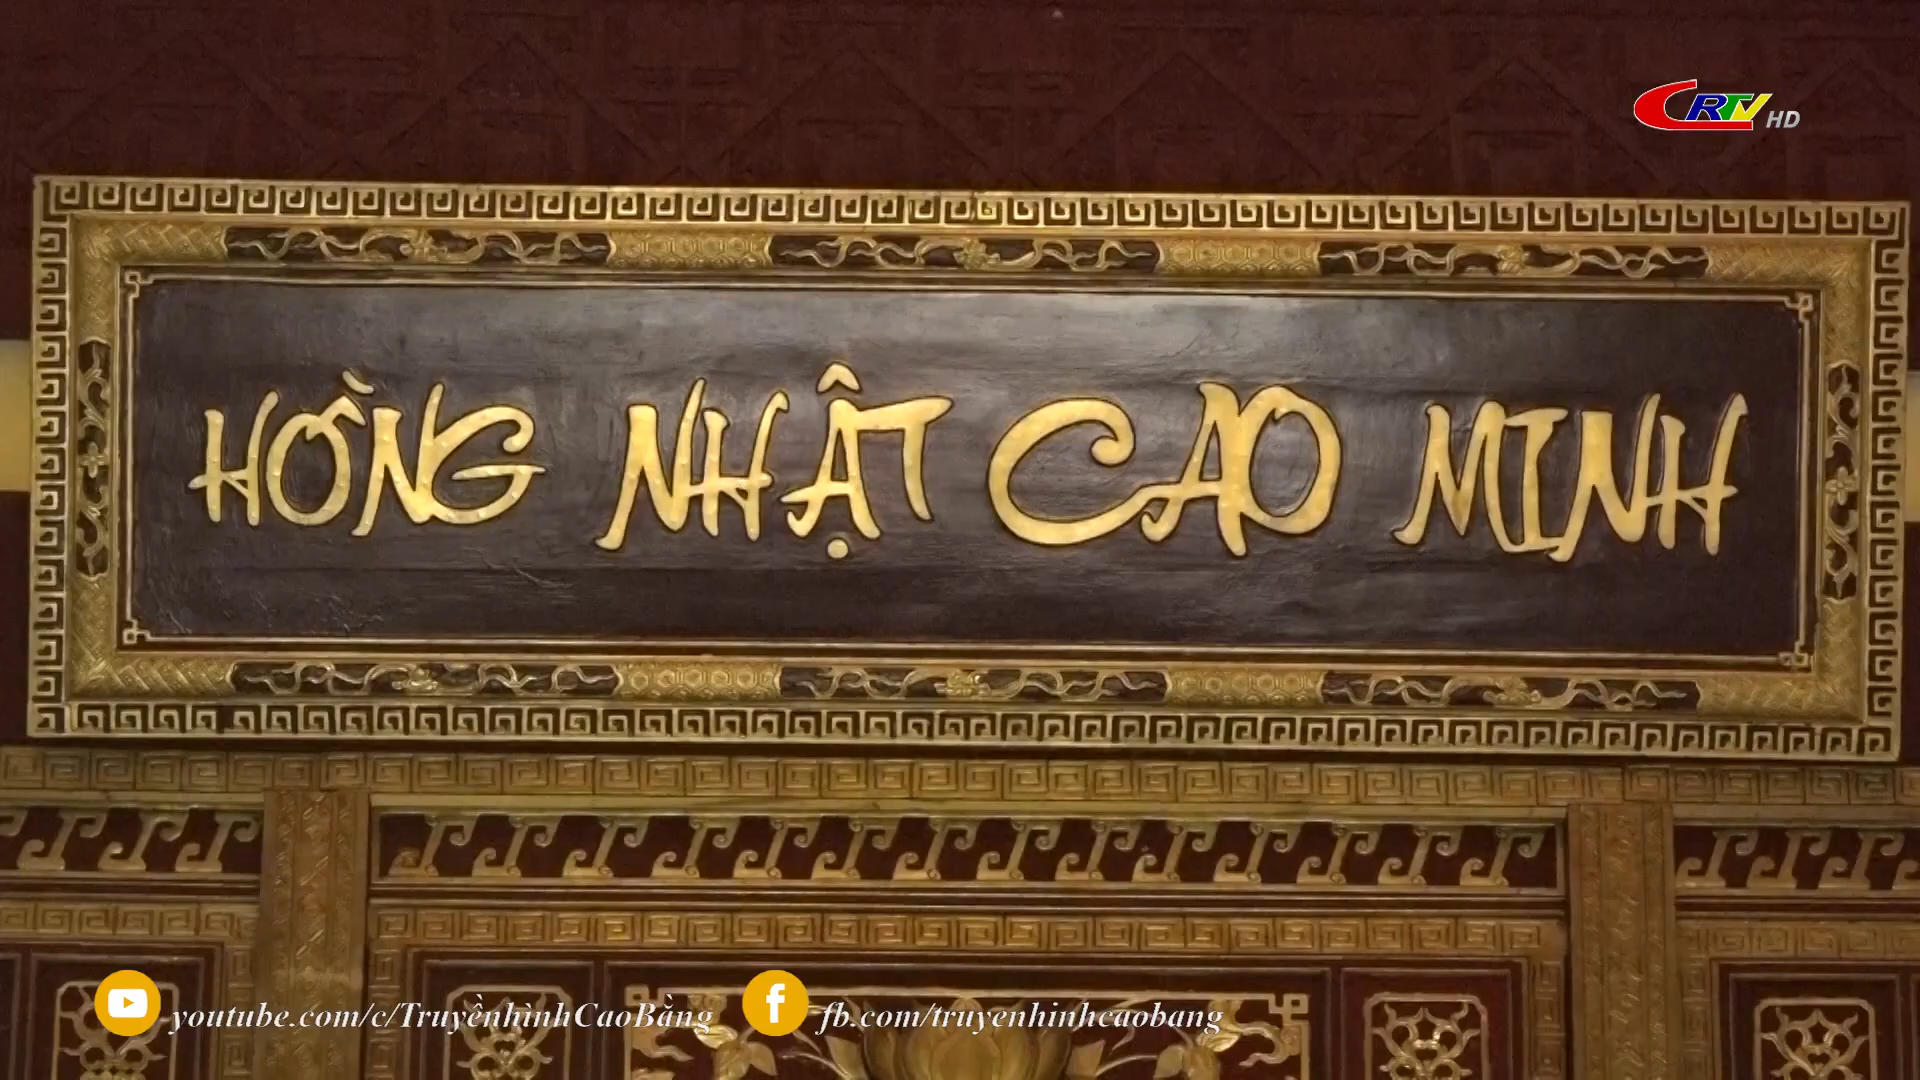 CRTV HD
HỒNG NHẬT CAO MINH
youtube.com/c/TruyềnhìnhCaoBằng fb.com/truyenhinhcaobang